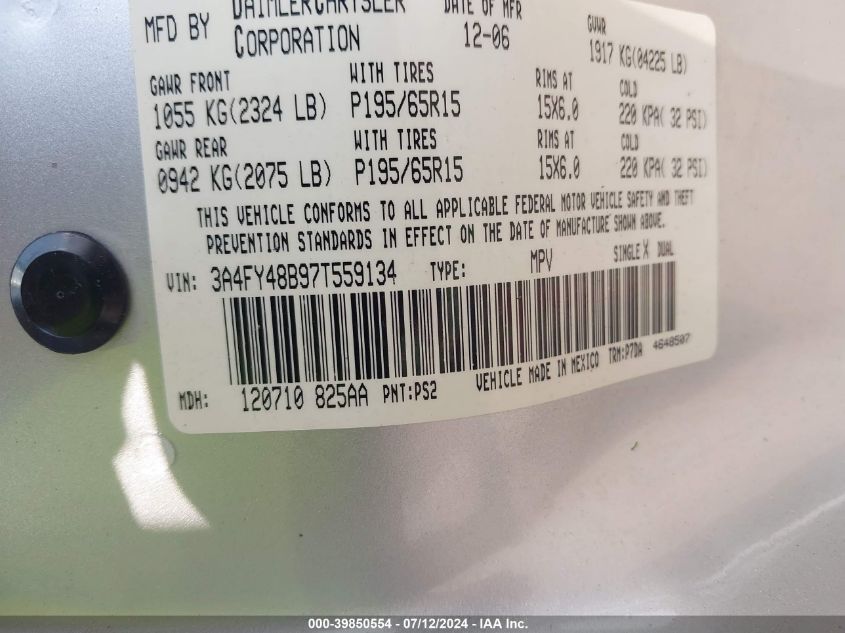 MFD BY DAIMLERCHRYSLER CORPORATION DATE OF MFR 12-06 GVWR 1917 KG(04225 LB)
GAWR FRONT WITH TIRES RIMS AT COLD
1055 KG(2324 LB) P195/65R15 15X6.0 220 KPA( 32 PSI)
GAWR REAR WITH TIRES RIMS AT COLD
0942 KG(2075 LB) P195/65R15 15X6.0 220 KPA( 32 PSI)
THIS VEHICLE CONFORMS TO ALL APPLICABLE FEDERAL MOTOR VEHICLE SAFETY AND THEFT
PREVENTION STANDARDS IN EFFECT ON THE DATE OF MANUFACTURE SHOWN ABOVE.
VIN: 3A4FY48B97T559134 TYPE: MPV SINGLE X DUAL
MDH: 120710 825AA PNT:PS2 VEHICLE MADE IN MEXICO TRM:P7DA 4648507
000-39850554 - 07/12/2024 - IAA Inc.